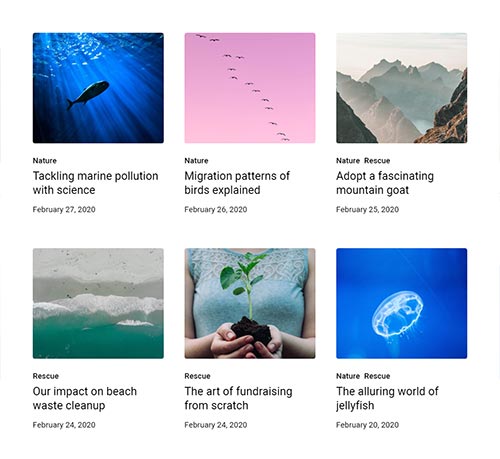 Nature
Tackling marine pollution
with science
February 27, 2020
Nature
Migration patterns of
birds explained
February 26, 2020
Nature Rescue
Adopt a fascinating
mountain goat
February 25, 2020
Rescue
Our impact on beach
waste cleanup
February 24, 2020
Rescue
The art of fundraising
from scratch
February 24, 2020
Nature Rescue
The alluring world of
jellyfish
February 20, 2020